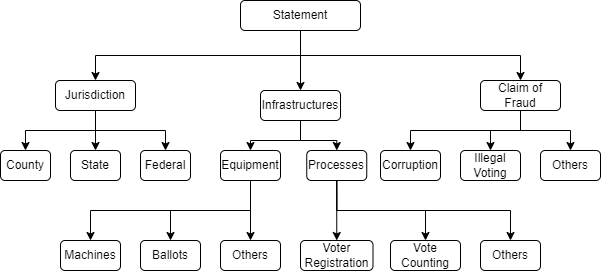 Statement
Jurisdiction
Infrastructures
Claim of
Fraud
County
State
Federal
Equipment
Processes
Corruption
Illegal
Voting
Others
Machines
Ballots
Others
Voter
Registration
Vote
Counting
Others